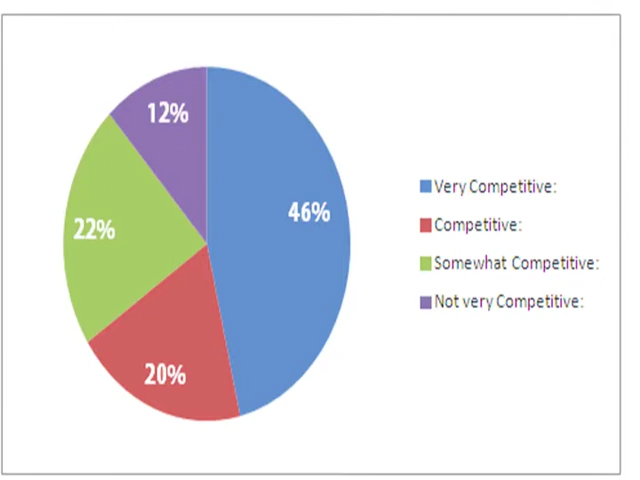 12%
46%
22%
20%
Very Competitive:
Competitive:
Somewhat Competitive:
Not very Competitive: